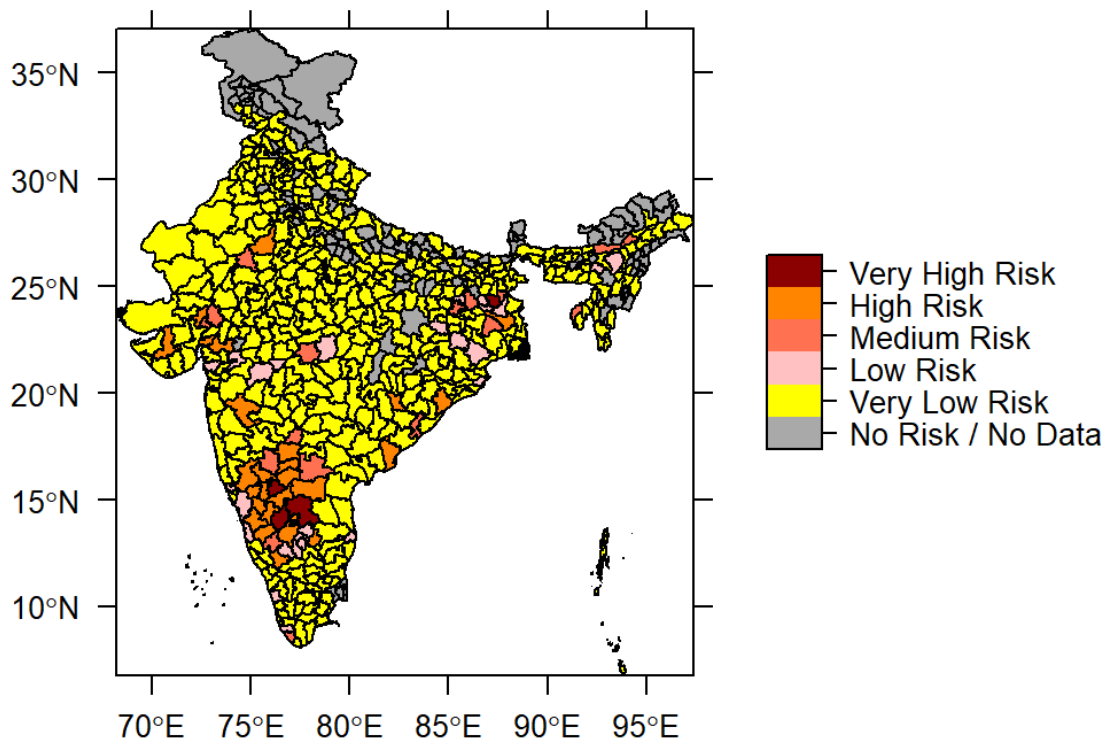 35°N
30°N
25°N
20°N
15°N
10°N
70°E 75°E 80°E 85°E 90°E 95°E
Very High Risk
High Risk
Medium Risk
Low Risk
Very Low Risk
No Risk / No Data